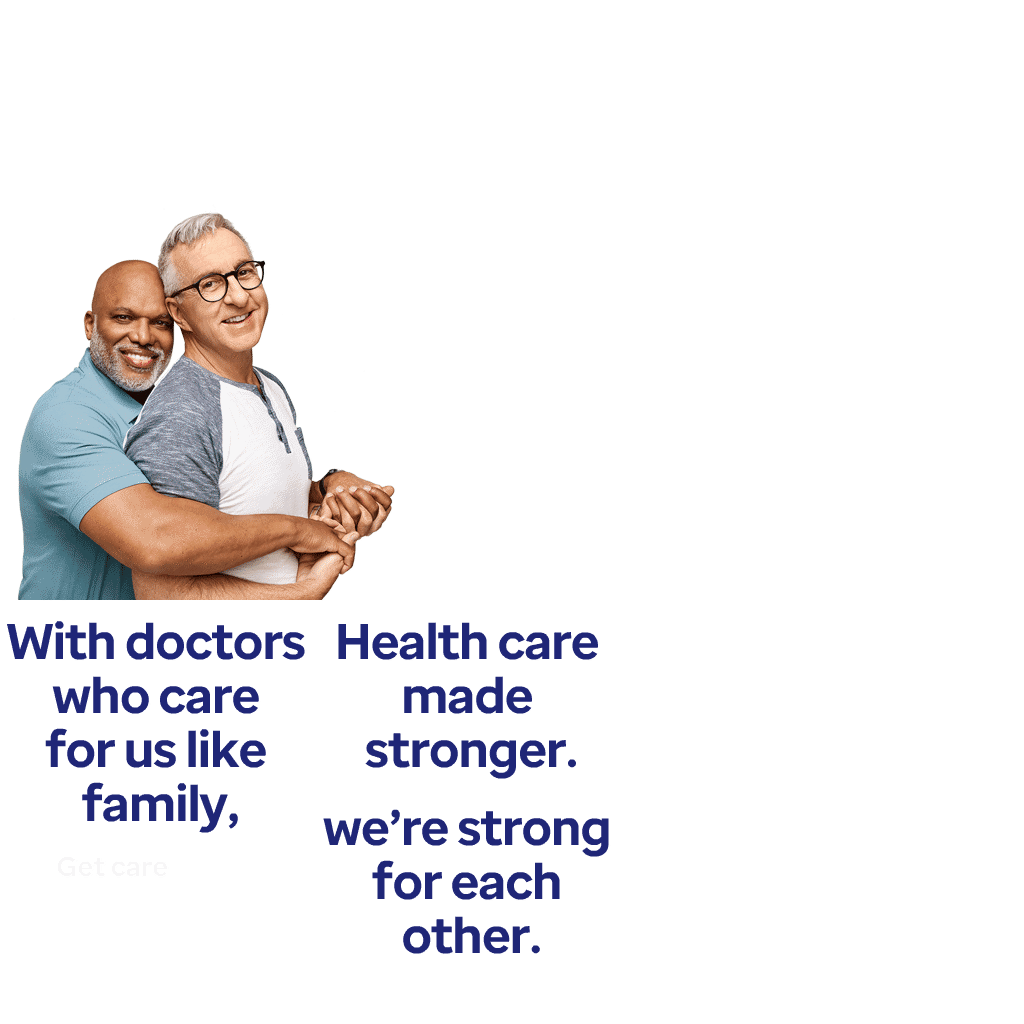 With doctors
who care
for us like
family,
Get care
Health care
made
stronger.
we’re strong
for each
other.